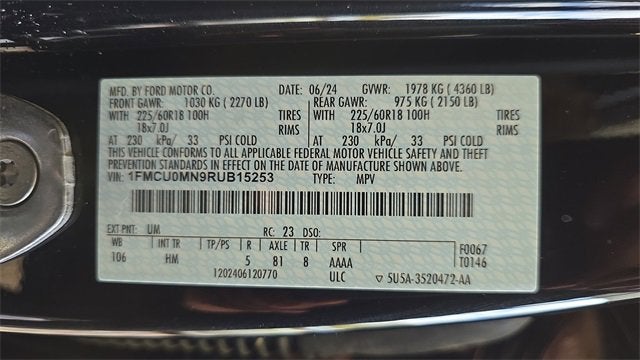 MFD. BY FORD MOTOR CO. DATE: 06/24 GVWR: 1978 KG ( 4360 LB)
FRONT GAWR: 1030 KG ( 2270 LB) REAR GAWR: 975 KG ( 2150 LB)
WITH 225/60R18 100H TIRES WITH 225/60R18 100H TIRES
18x7.0J RIMS 18x7.0J RIMS
AT 230 kPa/ 33 PSI COLD AT 230 kPa/ 33 PSI COLD
THIS VEHICLE CONFORMS TO ALL APPLICABLE FEDERAL MOTOR VEHICLE SAFETY AND THEFT
PREVENTION STANDARDS IN EFFECT ON THE DATE OF MANUFACTURE SHOWN ABOVE.
VIN: 1FMCU0MN9RUB15253 TYPE: MPV
EXT PNT: UM RC: 23 DSO:
WB INT TR TP/PS R AXLE TR SPR F0067
106 HM 5 81 8 AAAA T0146
1202406120770 ULC 5U5A-3520472-AA